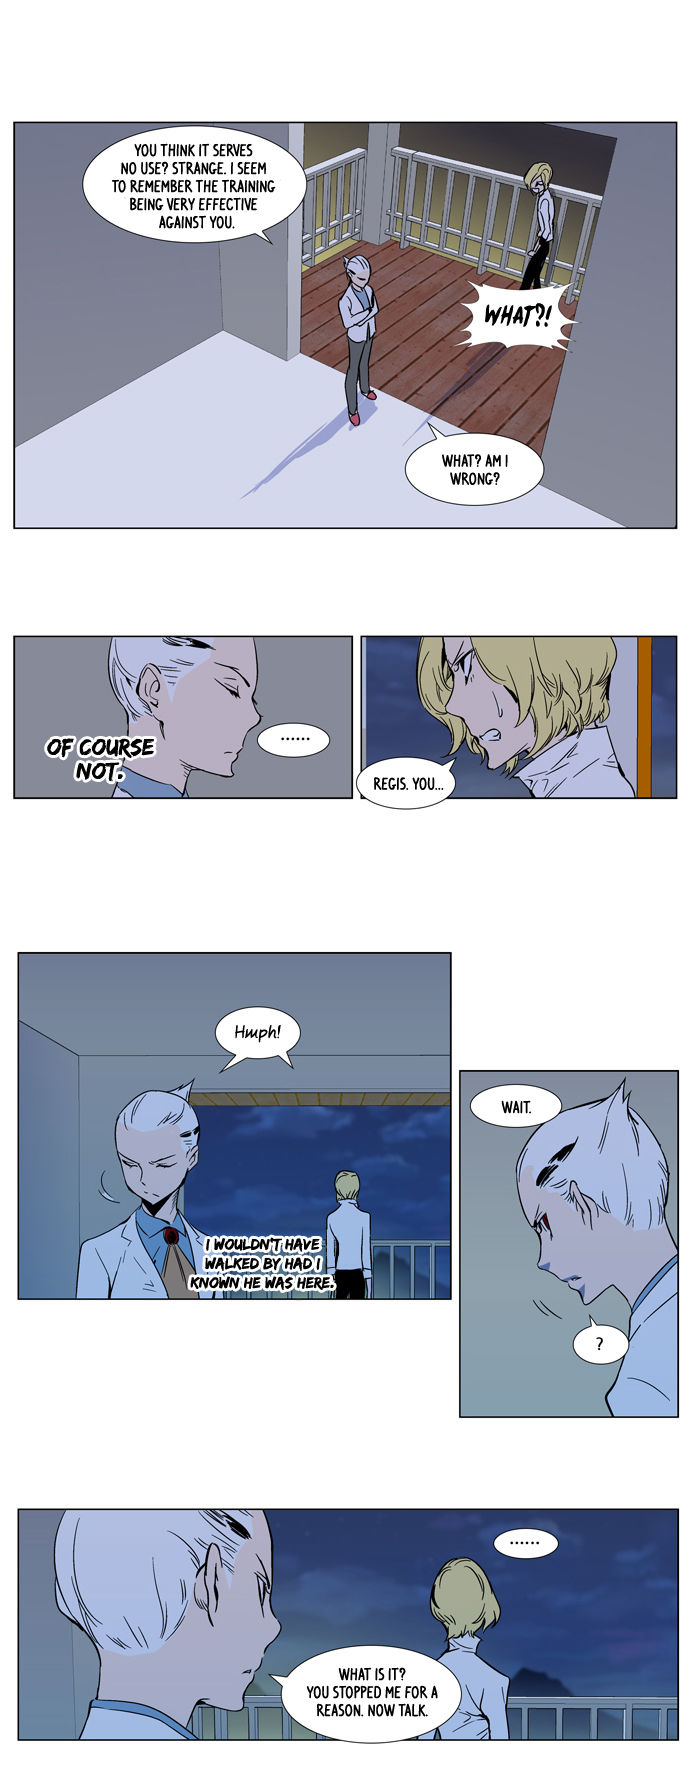 YOU THINK IT SERVES
NO USE? STRANGE. I SEEM
TO REMEMBER THE TRAINING
BEING VERY EFFECTIVE
AGAINST YOU.
WHAT?!
WHAT? AM I
WRONG?
OF COURSE
NOT.
......
REGIS. YOU...
Hmph!
I WOULDN'T HAVE
WALKED BY HAD I
KNOWN HE WAS HERE.
WAIT.
?
......
WHAT IS IT?
YOU STOPPED ME FOR A
REASON. NOW TALK.